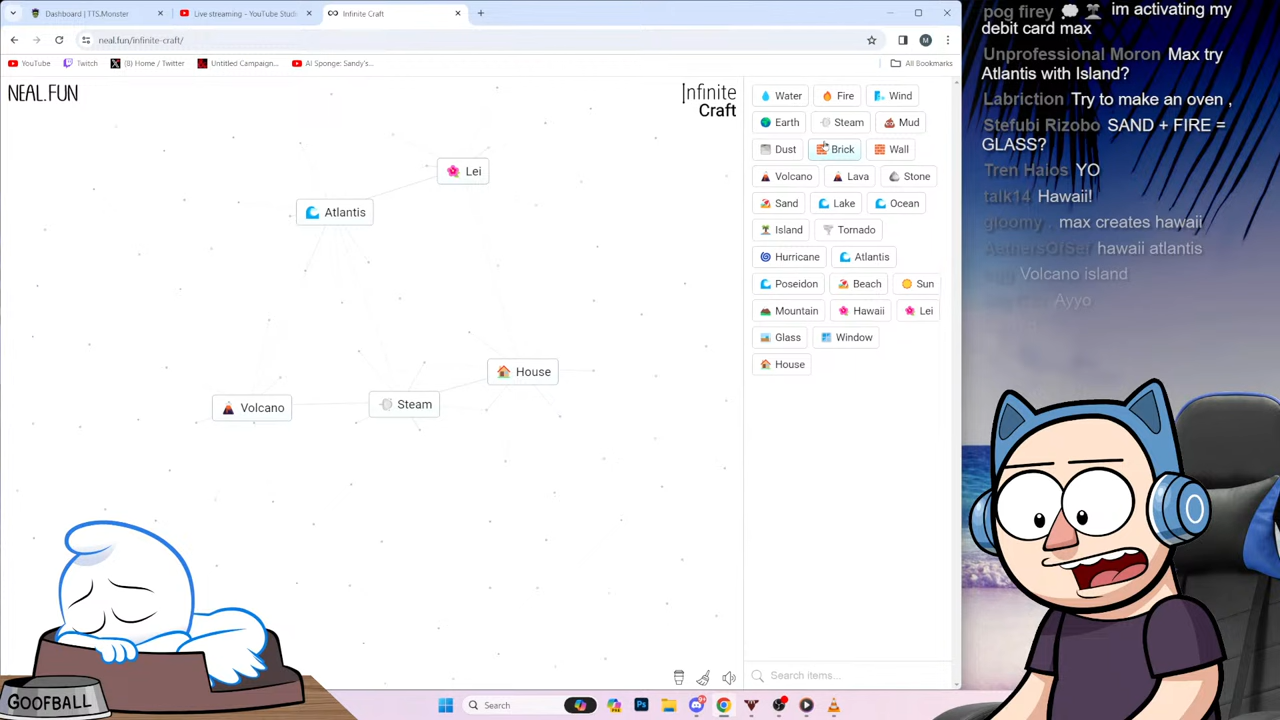 Dashboard | TTS.Monster
Live streaming - YouTube Studi
Infinite Craft
neal.fun/infinite-craft/
YouTube
Twitch
(8) Home / Twitter
Untitled Campaign...
AI Sponge: Sandy's...
All Bookmarks
NEAL.FUN
Infinite
Craft
Lei
Atlantis
House
Volcano
Steam
Water
Fire
Wind
Earth
Steam
Mud
Dust
Brick
Wall
Volcano
Lava
Stone
Sand
Lake
Ocean
Island
Tornado
Hurricane
Atlantis
Poseidon
Beach
Sun
Mountain
Hawaii
Lei
Glass
Window
House
Search items...
pog firey im activating my
debit card max
Unprofessional Moron Max try
Atlantis with Island?
Labriction Try to make an oven ,
Stefubi Rizobo SAND + FIRE =
GLASS?
Tren Haios YO
talk14 Hawaii!
gloomy . max creates hawaii
hawaii atlantis
Volcano island
Ayyo
GOOFBALL
Search